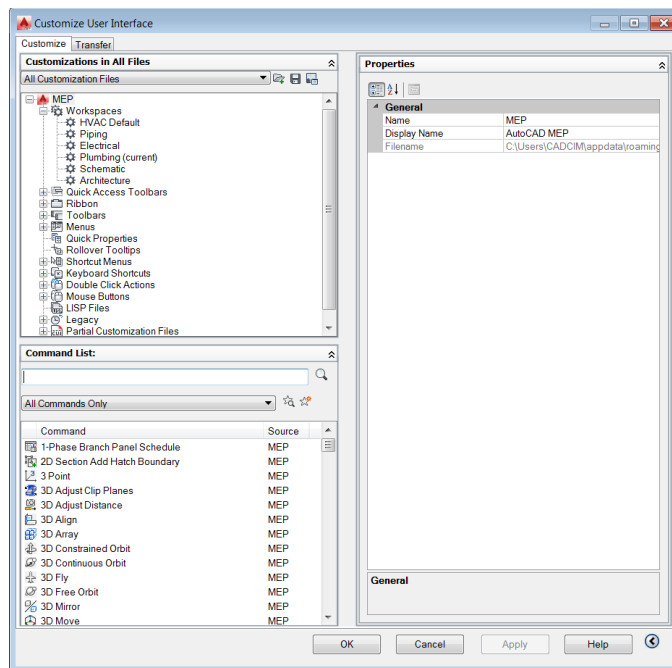 Customize User Interface
Customize Transfer
Customizations in All Files
All Customization Files
MEP
Workspaces
HVAC Default
Piping
Electrical
Plumbing (current)
Schematic
Architecture
Quick Access Toolbars
Ribbon
Toolbars
Menus
Quick Properties
Rollover Tooltips
Shortcut Menus
Keyboard Shortcuts
Double Click Actions
Mouse Buttons
LISP Files
Legacy
Partial Customization Files
Command List:
All Commands Only
Command Source
1-Phase Branch Panel Schedule MEP
2D Section Add Hatch Boundary MEP
3 Point MEP
3D Adjust Clip Planes MEP
3D Adjust Distance MEP
3D Align MEP
3D Array MEP
3D Constrained Orbit MEP
3D Continuous Orbit MEP
3D Fly MEP
3D Free Orbit MEP
3D Mirror MEP
3D Move MEP
Properties
General
Name MEP
Display Name AutoCAD MEP
Filename C:\Users\CADCIM\appdata\roaming
General
OK Cancel Apply Help